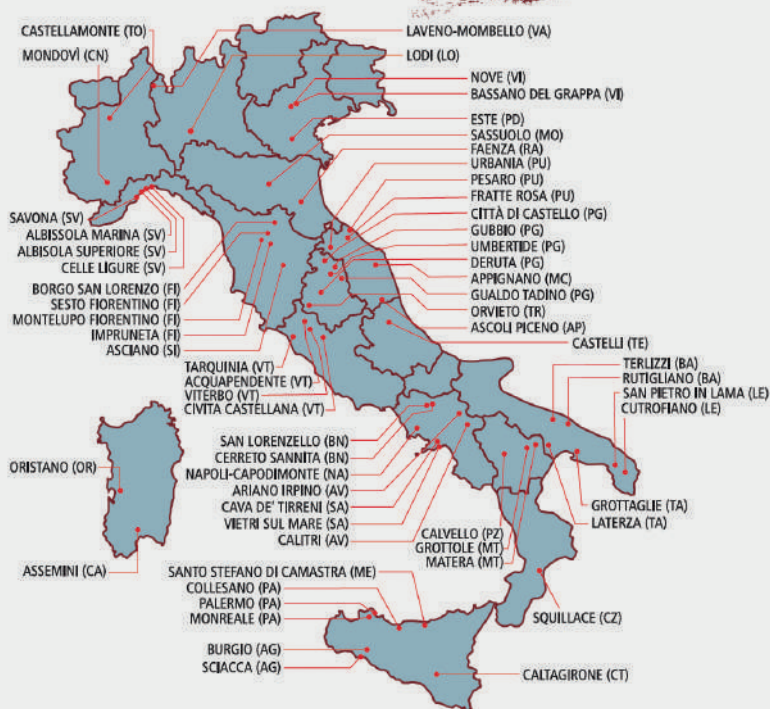 CASTELLAMONTE (TO)
MONDOVÌ (CN)
LAVENO-MOMBELLO (VA)
LODI (LO)
NOVE (VI)
BASSANO DEL GRAPPA (VI)
ESTE (PD)
SASSUOLO (MO)
FAENZA (RA)
URBANIA (PU)
PESARO (PU)
FRATTE ROSA (PU)
CITTÀ DI CASTELLO (PG)
GUBBIO (PG)
UMBERTIDE (PG)
DERUTA (PG)
APPIGNANO (MC)
GUALDO TADINO (PG)
ORVIETO (TR)
ASCOLI PICENO (AP)
CASTELLI (TE)
SAVONA (SV)
ALBISSOLA MARINA (SV)
ALBISOLA SUPERIORE (SV)
CELLE LIGURE (SV)
BORGO SAN LORENZO (FI)
SESTO FIORENTINO (FI)
MONTELUPO FIORENTINO (FI)
IMPRUNETA (FI)
ASCIANO (SI)
TARQUINIA (VT)
ACQUAPENDENTE (VT)
VITERBO (VT)
CIVITA CASTELLANA (VT)
TERLIZZI (BA)
RUTIGLIANO (BA)
SAN PIETRO IN LAMA (LE)
CUTROFIANO (LE)
SAN LORENZELLO (BN)
CERRETO SANNITA (BN)
NAPOLI-CAPODIMONTE (NA)
ARIANO IRPINO (AV)
CAVA DE' TIRRENI (SA)
VIETRI SUL MARE (SA)
CALITRI (AV)
ORISTANO (OR)
ASSEMINI (CA)
GROTTAGLIE (TA)
LATERZA (TA)
CALVELLO (PZ)
GROTTOLE (MT)
MATERA (MT)
SQUILLACE (CZ)
SANTO STEFANO DI CAMASTRA (ME)
COLLESANO (PA)
PALERMO (PA)
MONREALE (PA)
BURGIO (AG)
SCIACCA (AG)
CALTAGIRONE (CT)